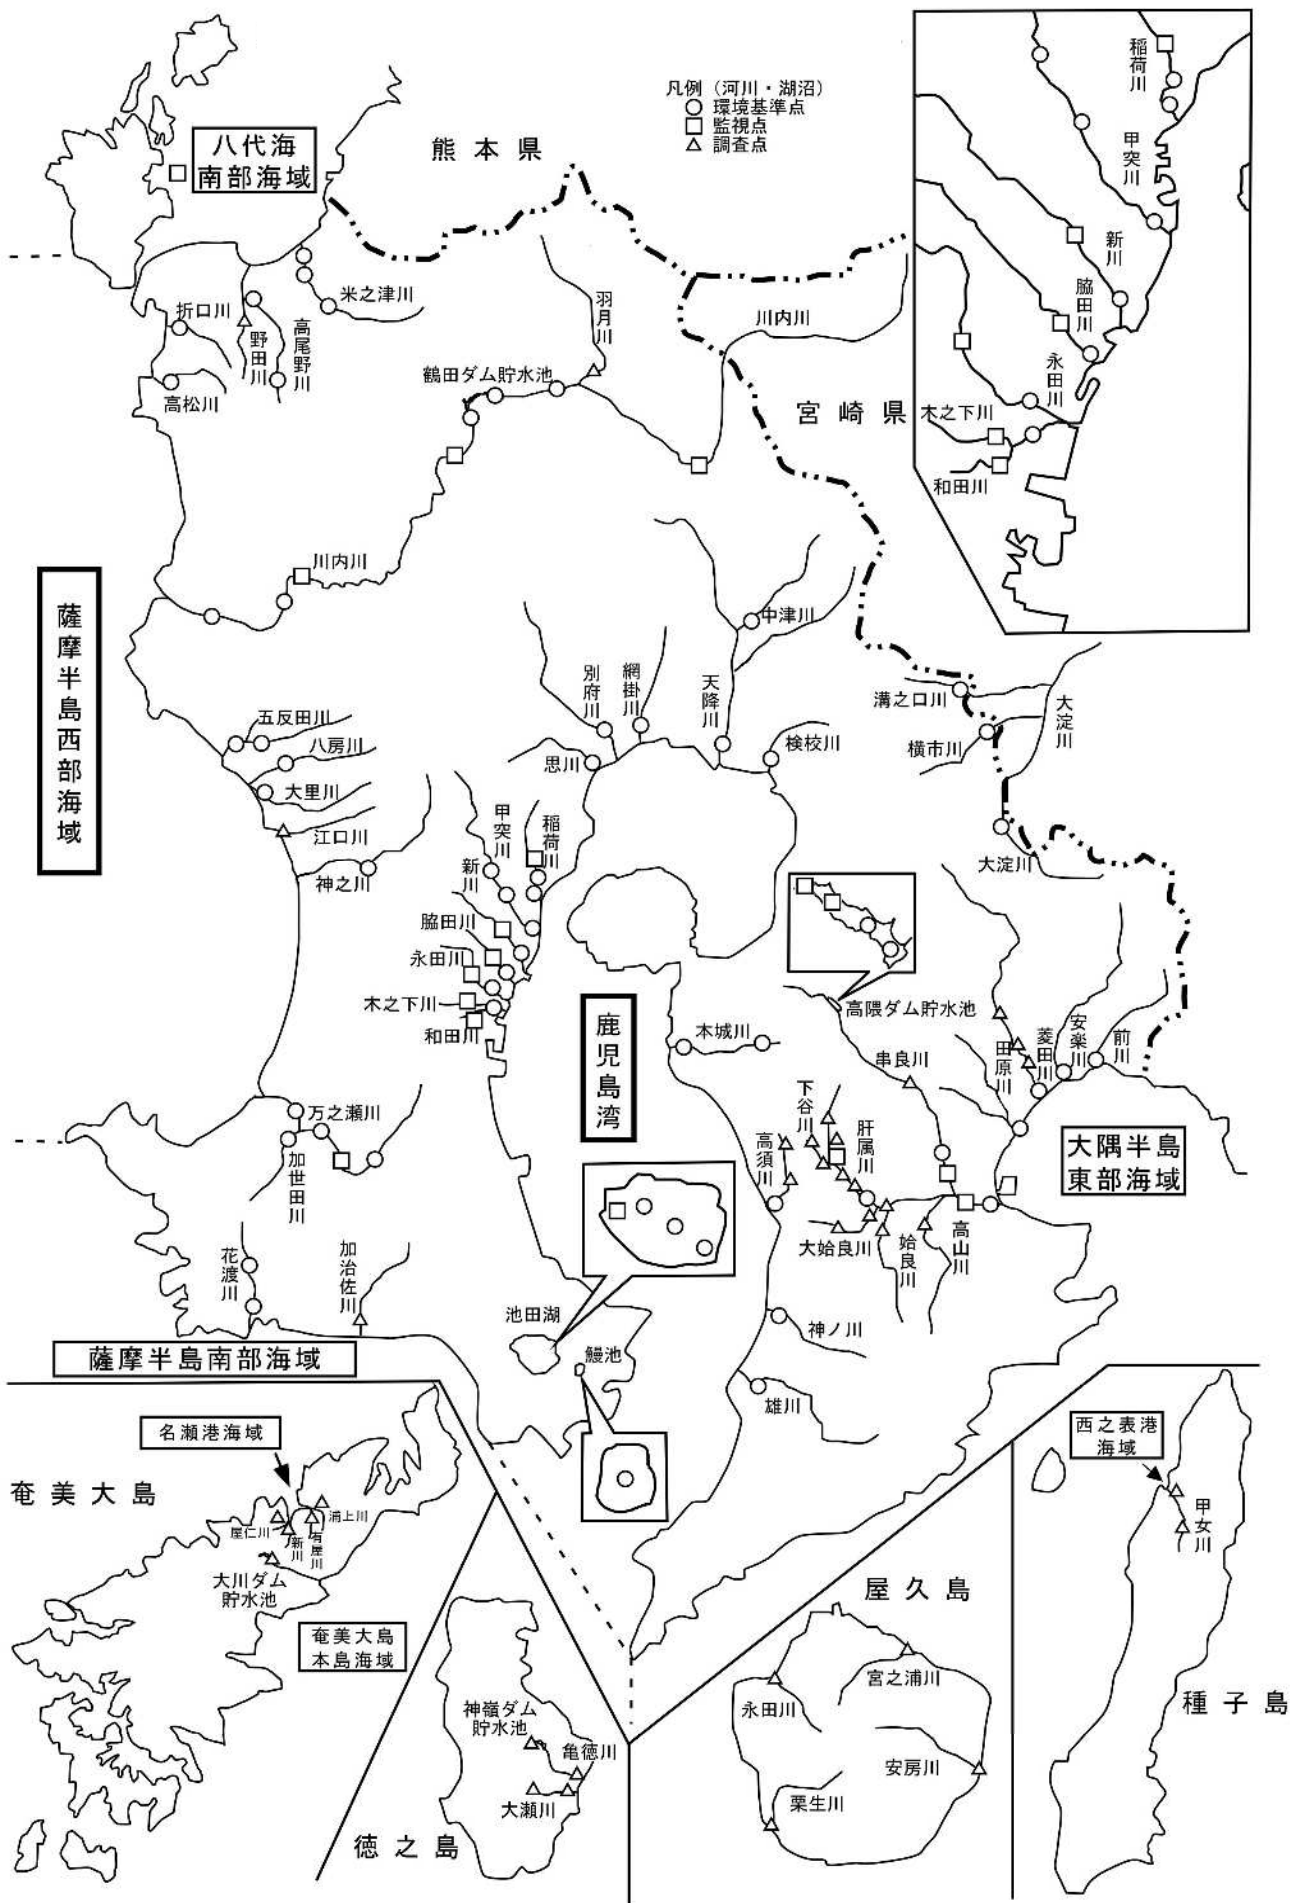 凡例（河川・湖沼）
環境基準点
監視点
調査点
八代海
南部海域
熊本県
宮崎県
稲荷川
甲突川
新川
脇田川
永田川
木之下川
和田川
米之津川
折口川
野田川
高尾野川
高松川
羽月川
川内川
鶴田ダム貯水池
川内川
薩摩半島西部海域
中津川
別府川
網掛川
天降川
検校川
思川
溝之口川
横市川
大淀川
大淀川
五反田川
八房川
大里川
江口川
神之川
甲突川
稲荷川
新川
脇田川
永田川
木之下川
和田川
鹿児島湾
本城川
高隈ダム貯水池
串良川
田原川
菱田川
安楽川
前川
下谷川
肝属川
高須川
大姶良川
姶良川
高山川
大隅半島
東部海域
万之瀬川
加世田川
花渡川
加治佐川
池田湖
鰻池
神ノ川
雄川
薩摩半島南部海域
名瀬港海域
奄美大島
屋仁川
新川
有屋川
浦上川
大川ダム
貯水池
奄美大島
本島海域
神嶺ダム
貯水池
亀徳川
大瀬川
徳之島
屋久島
宮之浦川
永田川
安房川
栗生川
西之表港
海域
甲女川
種子島